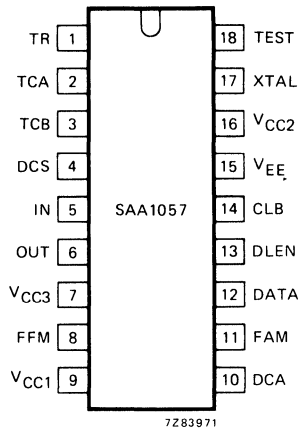 TR 1 18 TEST
TCA 2 17 XTAL
TCB 3 16 VCC2
DCS 4 15 VEE
IN 5 SAA1057 14 CLB
OUT 6 13 DLEN
VCC3 7 12 DATA
FFM 8 11 FAM
VCC1 9 10 DCA
7Z83971